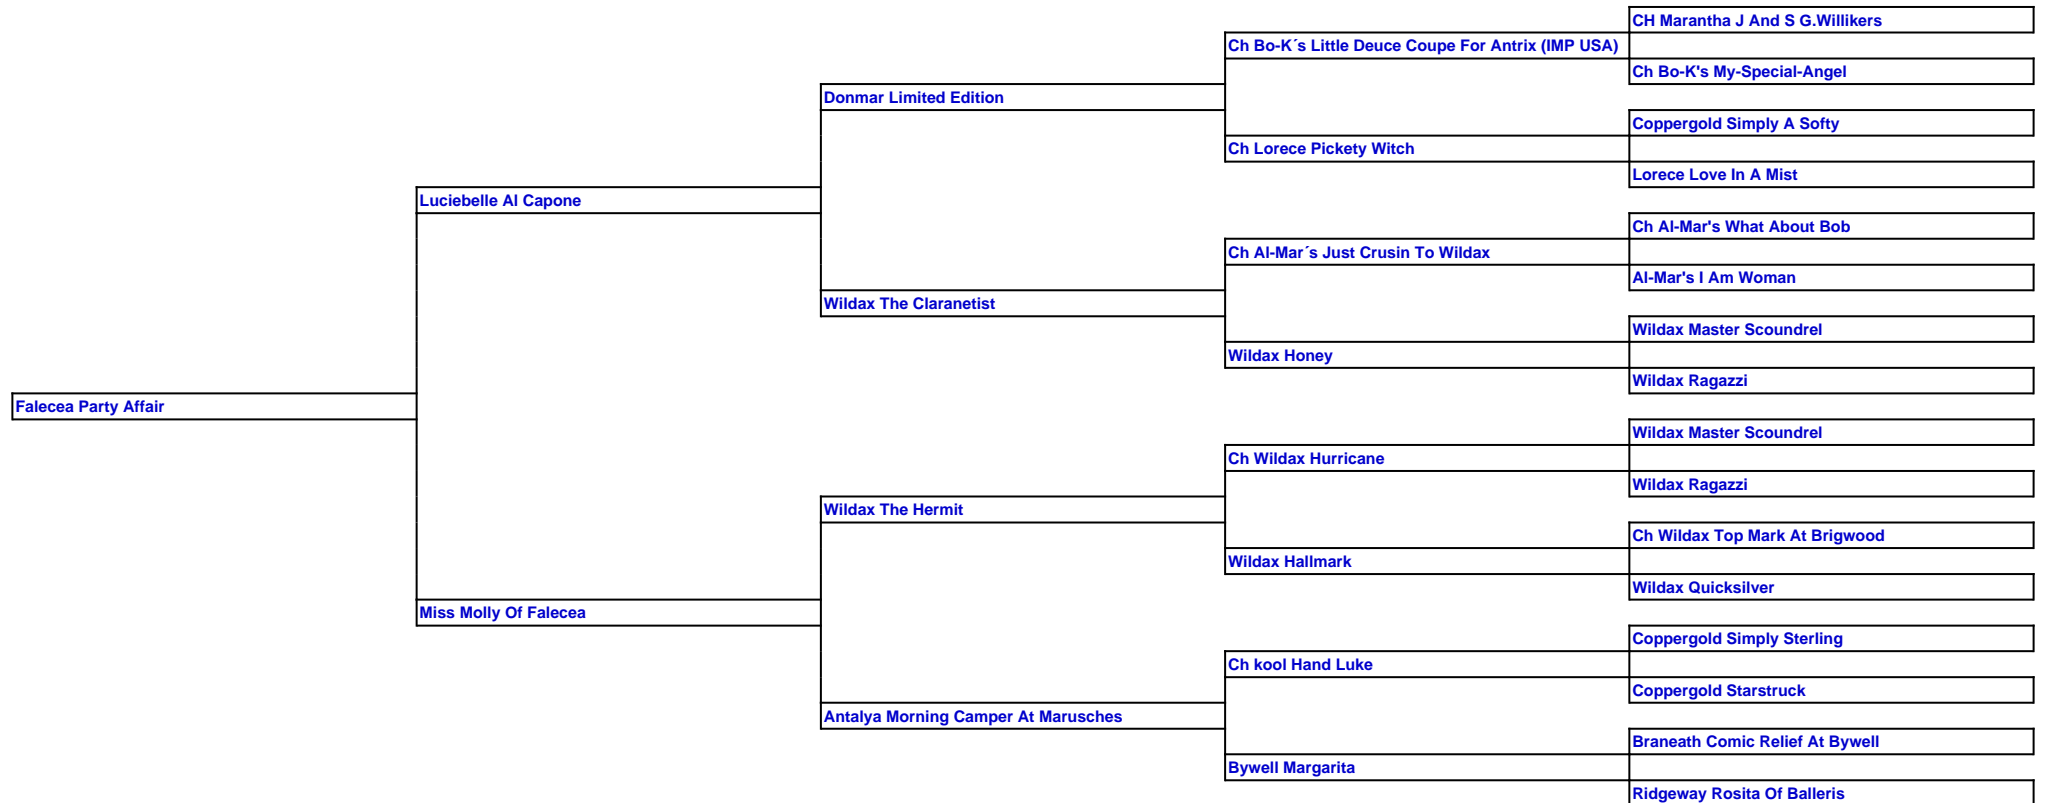 CH Marantha J And S G.Willikers
Ch Bo-K´s Little Deuce Coupe For Antrix (IMP USA)
Ch Bo-K's My-Special-Angel
Donmar Limited Edition
Coppergold Simply A Softy
Ch Lorece Pickety Witch
Lorece Love In A Mist
Luciebelle Al Capone
Ch Al-Mar's What About Bob
Ch Al-Mar´s Just Crusin To Wildax
Al-Mar's I Am Woman
Wildax The Claranetist
Wildax Master Scoundrel
Wildax Honey
Wildax Ragazzi
Falecea Party Affair
Wildax Master Scoundrel
Ch Wildax Hurricane
Wildax Ragazzi
Wildax The Hermit
Ch Wildax Top Mark At Brigwood
Wildax Hallmark
Wildax Quicksilver
Miss Molly Of Falecea
Coppergold Simply Sterling
Ch kool Hand Luke
Coppergold Starstruck
Antalya Morning Camper At Marusches
Braneath Comic Relief At Bywell
Bywell Margarita
Ridgeway Rosita Of Balleris